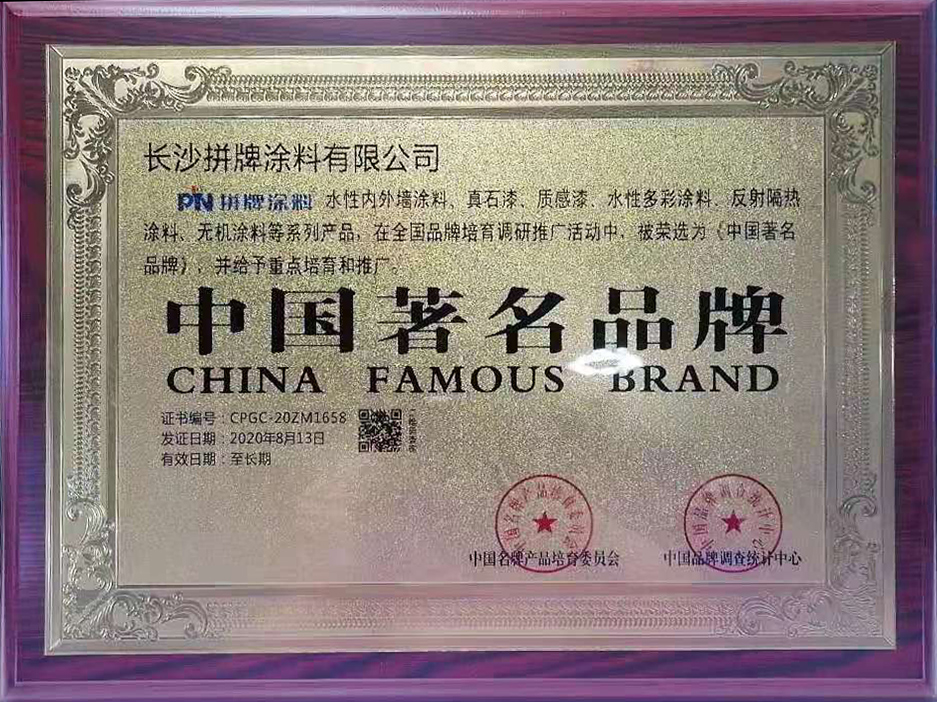 长沙拼牌涂料有限公司
PIN 拼牌涂料 水性内外墙涂料、真石漆、质感漆、水性多彩涂料、反射隔热
涂料、无机涂料等系列产品，在全国品牌培育调研推广活动中，被荣选为《中国著名
品牌》，并给予重点培育和推广。
中国著名品牌
CHINA FAMOUS BRAND
证书编号：CPGC-20ZM1658
发证日期：2020年8月13日
有效日期：至长期
中国名牌产品培育委员会
中国品牌调查统计中心